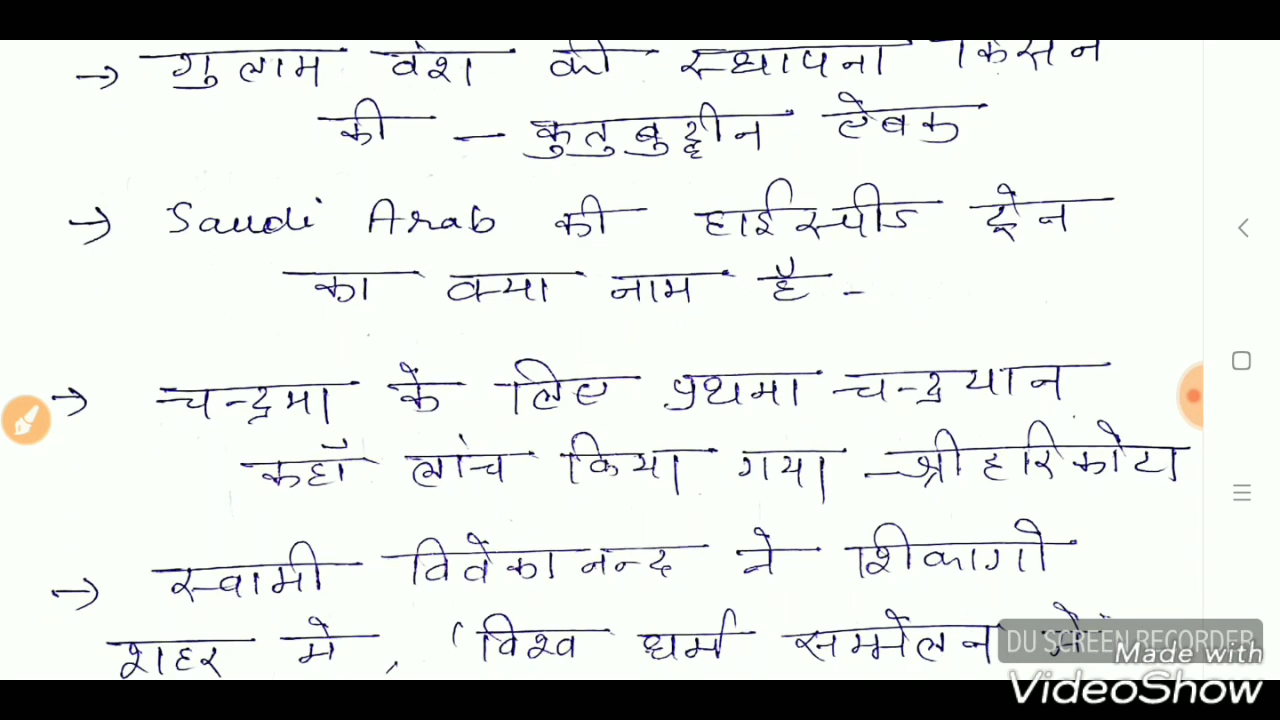 → गुलाम वंश की स्थापना किसने
की - कुतुबुद्दीन ऐबक
→ Saudi Arab की हाईस्पीड ट्रेन
का क्या नाम है -
→ चन्द्रमा के लिए प्रथमा चन्द्रयान
कहाँ लांच किया गया - श्रीहरिकोटा
→ स्वामी विवेकानन्द ने शिकागो
शहर मे, (विश्व धर्म सम्मेलन में
DU SCREEN RECORDER
Made with
VideoShow